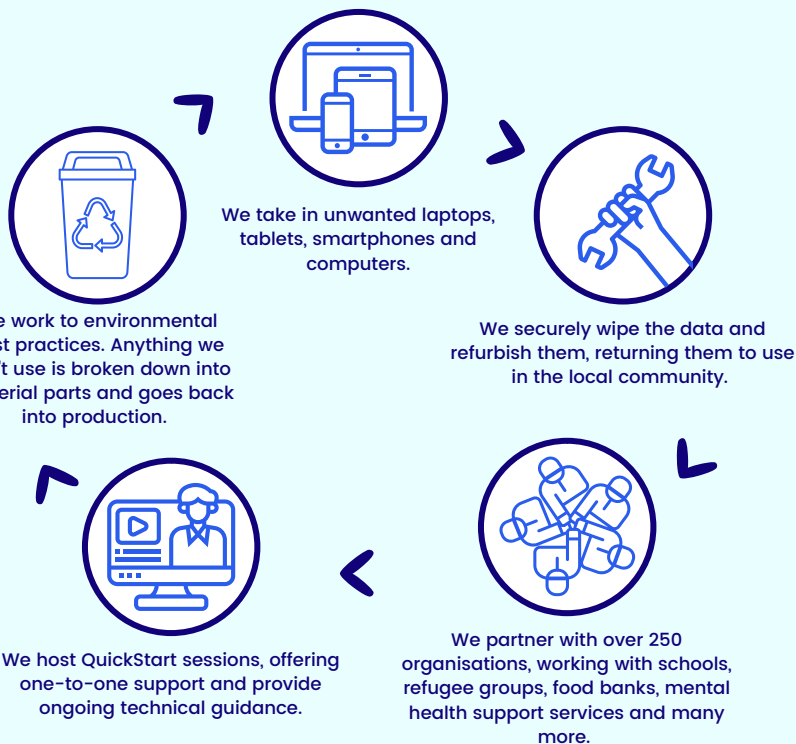 We take in unwanted laptops,
tablets, smartphones and
computers.
We securely wipe the data and
refurbish them, returning them to use
in the local community.
We partner with over 250
organisations, working with schools,
refugee groups, food banks, mental
health support services and many
more.
We host QuickStart sessions, offering
one-to-one support and provide
ongoing technical guidance.
work to environmental
practices. Anything we
use is broken down into
parts and goes back
into production.